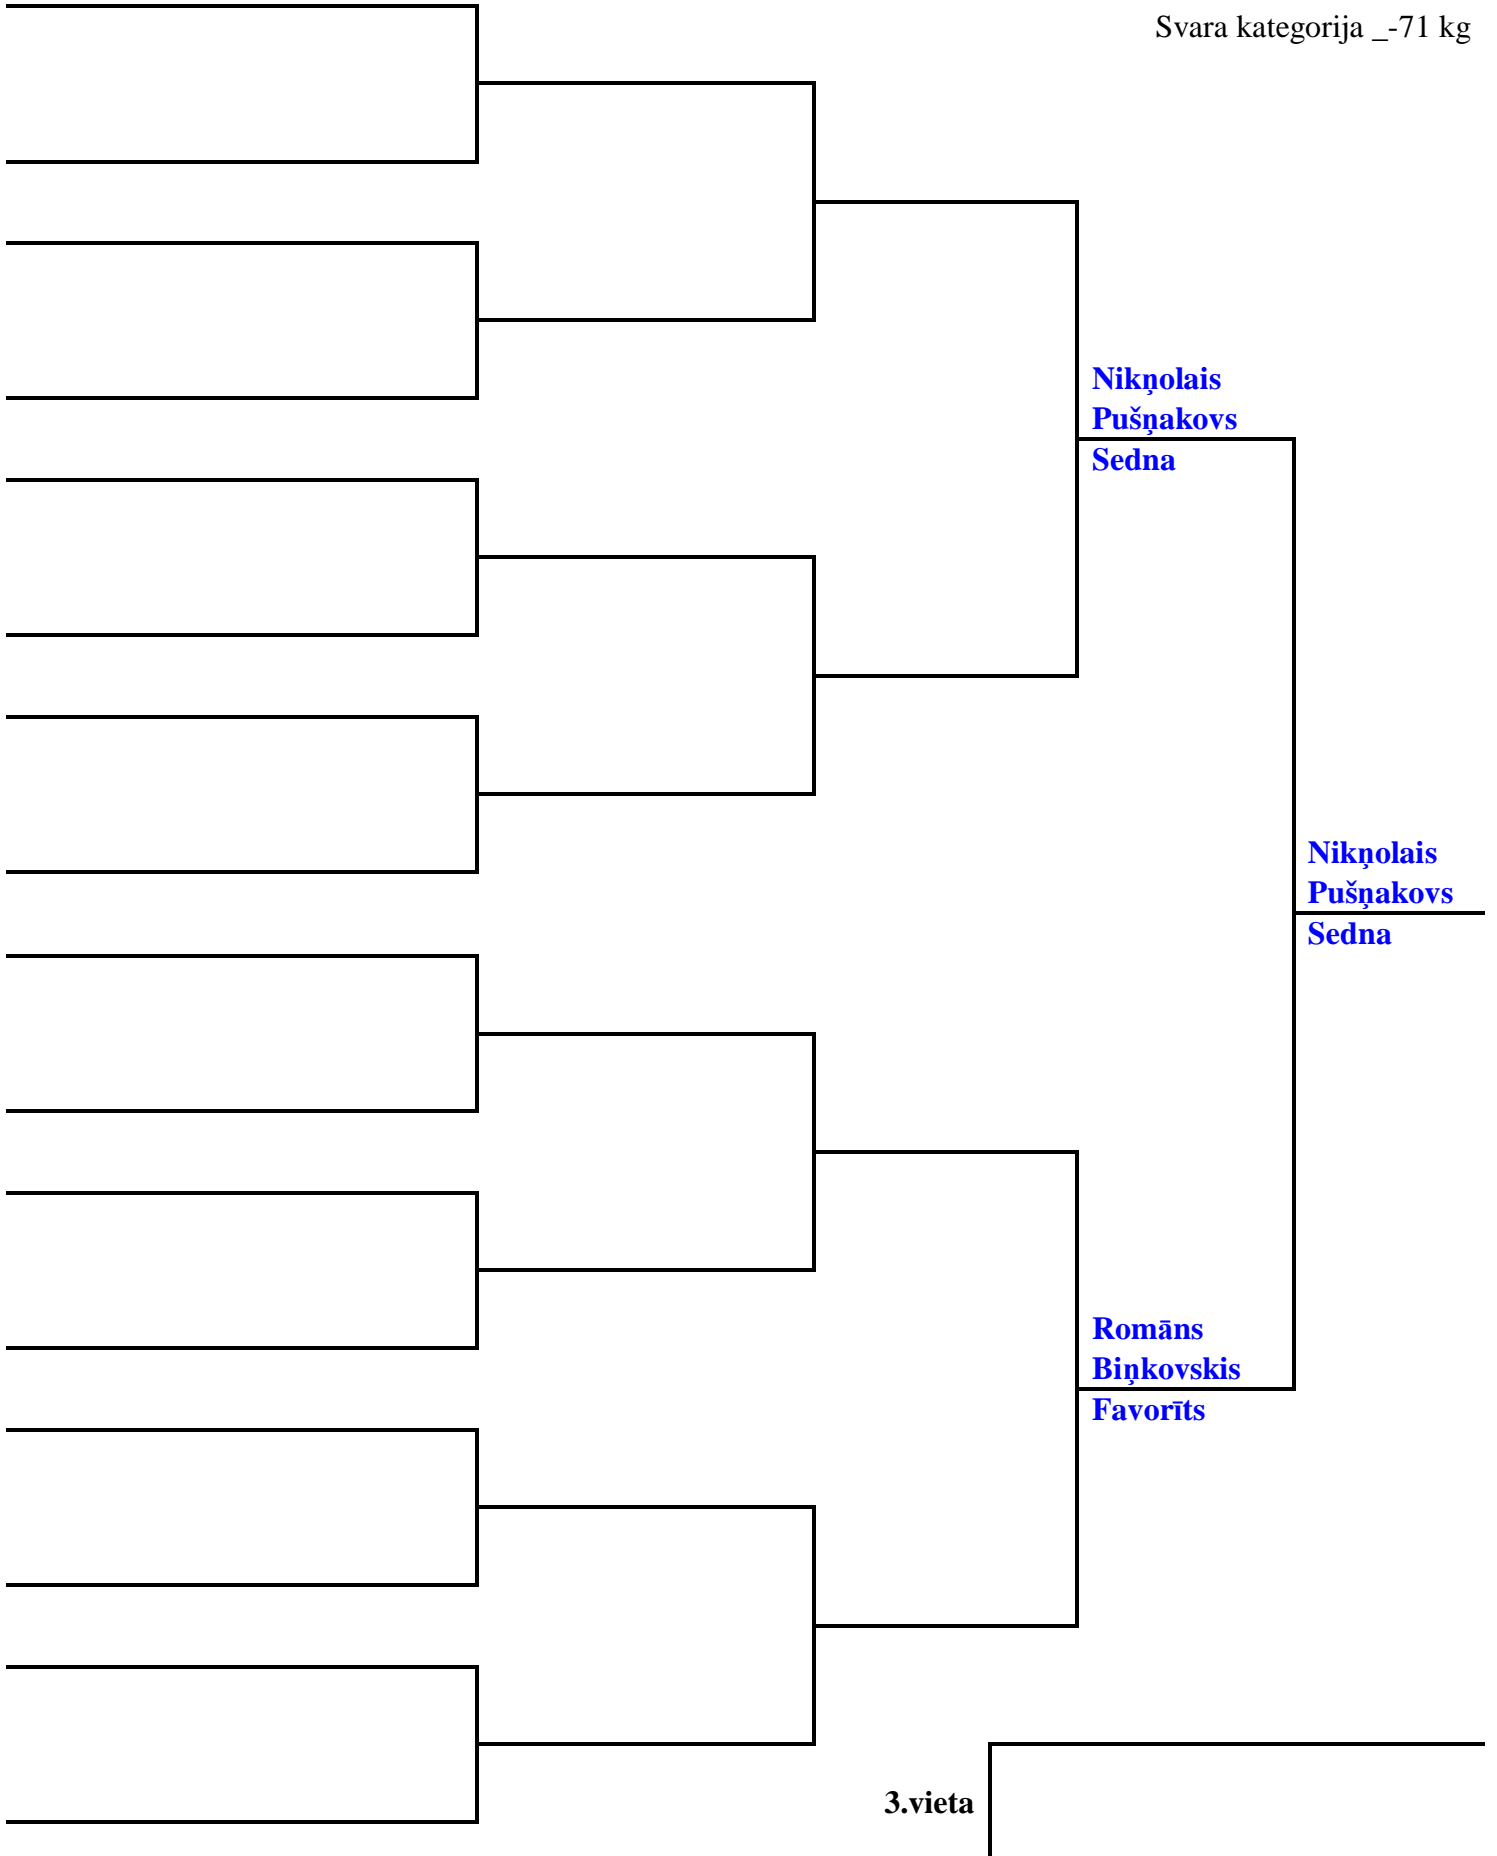 Svara kategorija _-71 kg
Nikņolais
Pušņakovs
Sedna
Nikņolais
Pušņakovs
Sedna
Romāns
Biņkovskis
Favorīts
3.vieta